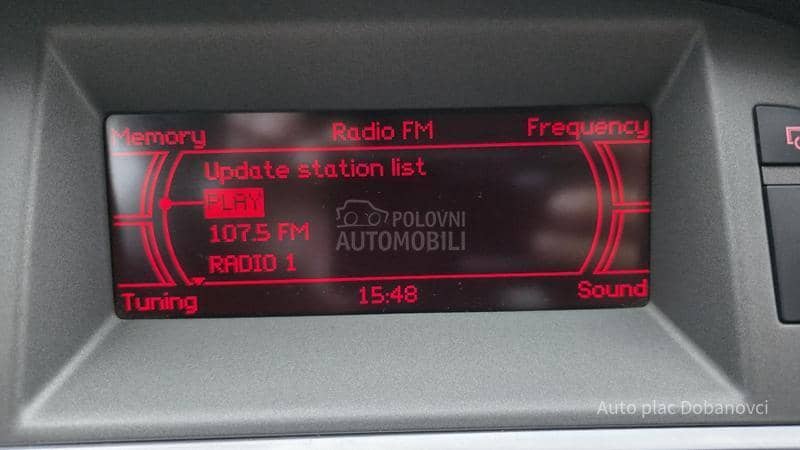 Memory Radio FM Frequency
Update station list
PLAY
107.5 FM
RADIO 1
Tuning 15:48 Sound
POLOVNI
AUTOMOBILI
Auto plac Dobanovci